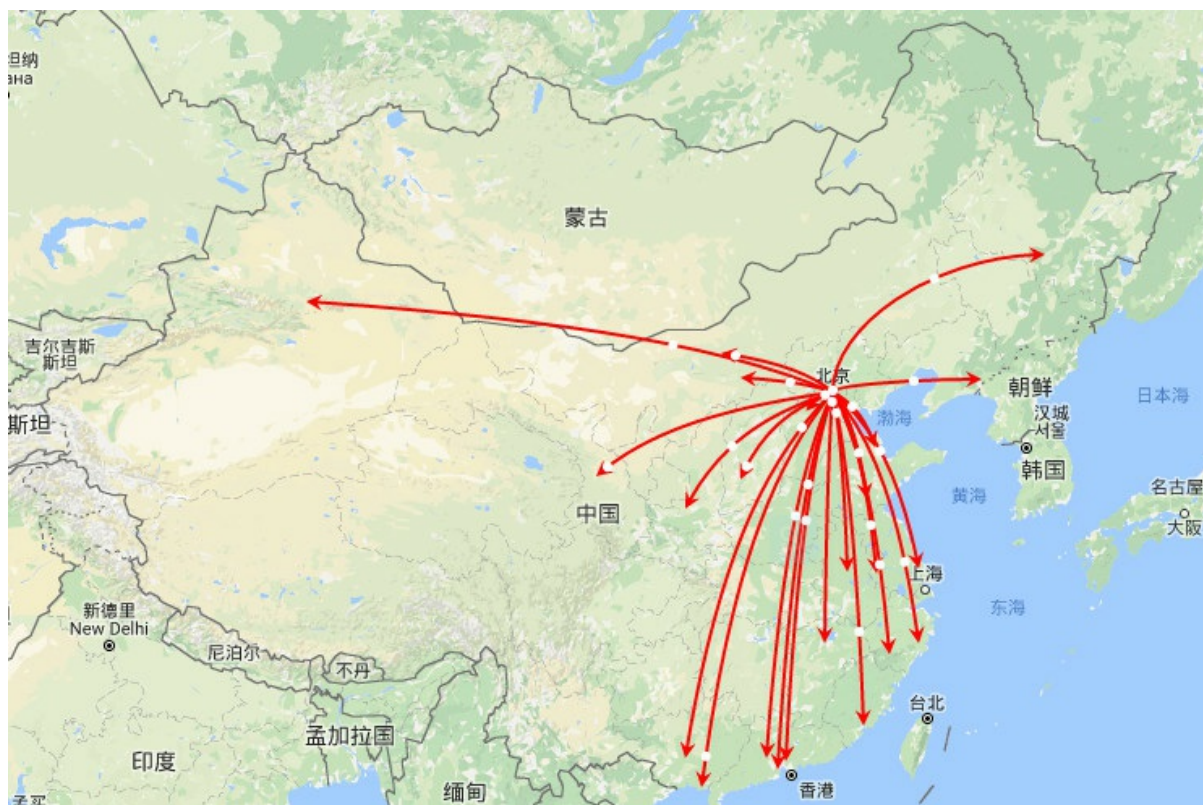 坦纳
ана
蒙古
吉尔吉斯
斯坦
北京
朝鲜
日本海
渤海
汉城
서울
斯坦
韩国
名古屋
黄海
中国
大阪
上海
新德里
New Delhi
东海
尼泊尔
不丹
台北
孟加拉国
印度
香港
缅甸
孟买